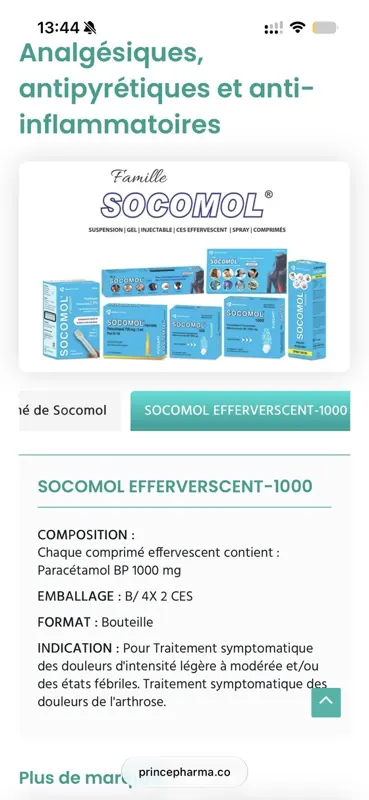 13:44
Analgésiques,
antipyrétiques et anti-
inflammatoires
Famille
SOCOMOL®
SUSPENSION | GEL | INJECTABLE | CES EFFERVESCENT | SPRAY | COMPRIMÉS
SOCOMOL
SOCOMOL
SOCOMOL
SOCOMOL
SOCOMOL
1000
SOCOMOL
né de Socomol
SOCOMOL EFFERVERSCENT-1000
SOCOMOL EFFERVERSCENT-1000
COMPOSITION :
Chaque comprimé effervescent contient :
Paracétamol BP 1000 mg
EMBALLAGE : B/ 4X 2 CES
FORMAT : Bouteille
INDICATION : Pour Traitement symptomatique
des douleurs d'intensité légère à modérée et/ou
des états fébriles. Traitement symptomatique des
douleurs de l'arthrose.
Plus de marq
princepharma.co